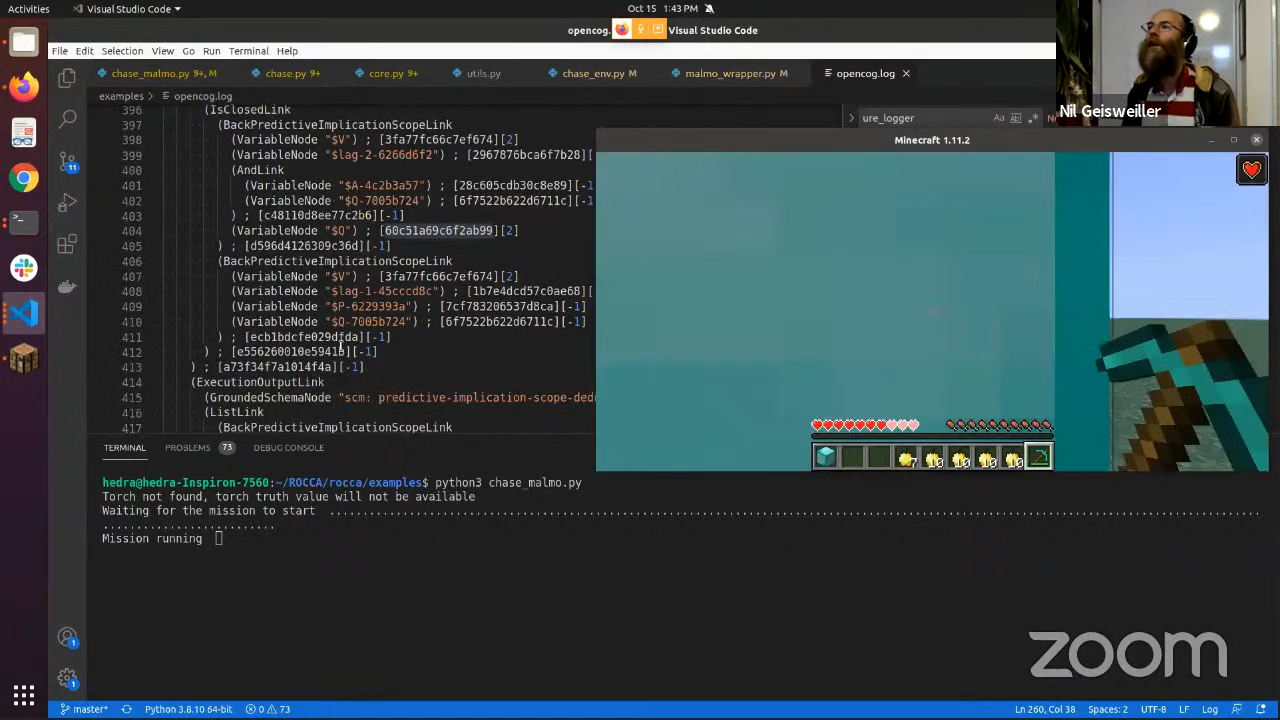 Activities
Visual Studio Code
Oct 15 1:43 PM
opencog.
Visual Studio Code
File Edit Selection View Go Run Terminal Help
chase_malmo.py 9+, M
chase.py 9+
core.py 9+
utils.py
chase_env.py M
malmo_wrapper.py M
opencog.log
Nil Geisweiller
examples > opencog.log
ure_logger
Aa
396 (IsClosedLink
397 (BackPredictiveImplicationScopeLink
398 (VariableNode "$V") ; [3fa77fc66c7ef674][2]
399 (VariableNode "$lag-2-6266d6f2") ; [2967876bca6f7b28][
400 (AndLink
401 (VariableNode "$A-4c2b3a57") ; [28c605cdb30c8e89][-1
402 (VariableNode "$Q-7005b724") ; [6f7522b622d6711c][-1
403 ) ; [c48110d8ee77c2b6][-1]
404 (VariableNode "$Q") ; [60c51a69c6f2ab99][2]
405 ) ; [d596d4126309c36d][-1]
406 (BackPredictiveImplicationScopeLink
407 (VariableNode "$V") ; [3fa77fc66c7ef674][2]
408 (VariableNode "$lag-1-45cccd8c") ; [1b7e4dcd57c0ae68][
409 (VariableNode "$P-6229393a") ; [7cf783206537d8ca][-1]
410 (VariableNode "$Q-7005b724") ; [6f7522b622d6711c][-1]
411 ) ; [ecb1bdcfe029dfda][-1]
412 ) ; [-1]
413 ) ; [a73f34f7a1014f4a][-1]
414 (ExecutionOutputLink
415 (GroundedSchemaNode "scm: predictive-implication-scope-ded
416 (ListLink
417 (BackPredictiveImplicationScopeLink
Minecraft 1.11.2
7 10 10 10 10
TERMINAL PROBLEMS 73 DEBUG CONSOLE
hedra@hedra-Inspiron-7560:~/ROCCA/rocca/examples$ python3 chase_malmo.py
Torch not found, torch truth value will not be available
Waiting for the mission to start
Mission running
11
1
1
zoom
master* Python 3.8.10 64-bit 0 73 Ln 260, Col 38 Spaces: 2 UTF-8 LF Log